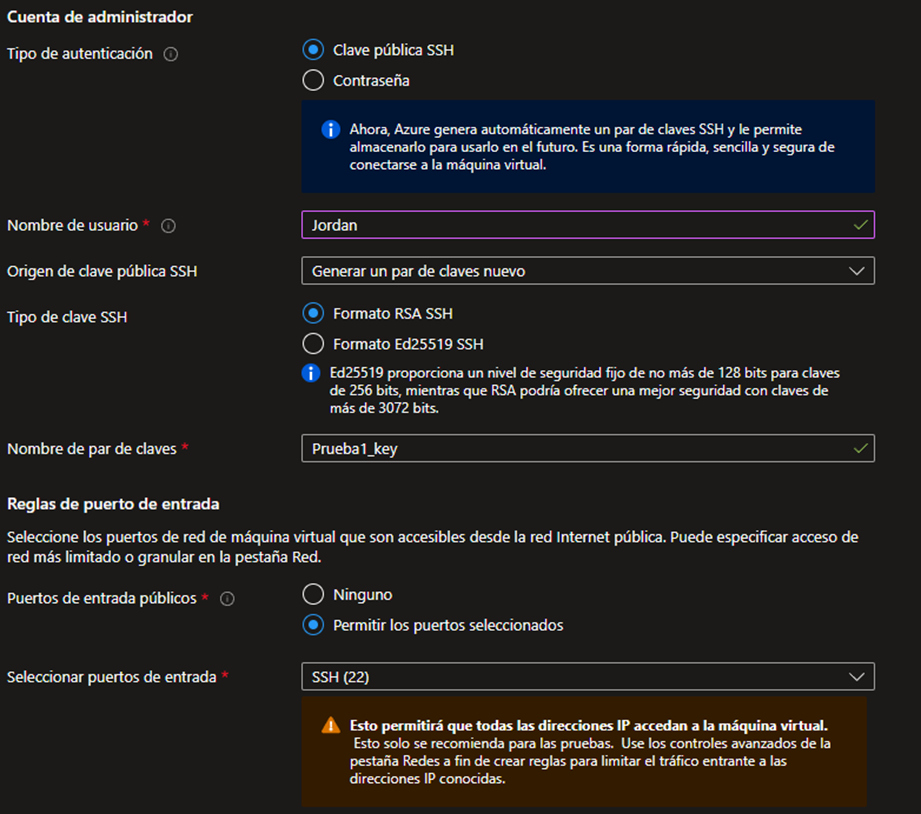 Cuenta de administrador
Tipo de autenticación
Clave pública SSH
Contraseña
Ahora, Azure genera automáticamente un par de claves SSH y le permite
almacenarlo para usarlo en el futuro. Es una forma rápida, sencilla y segura de
conectarse a la máquina virtual.
Nombre de usuario *
Jordan
Origen de clave pública SSH
Generar un par de claves nuevo
Tipo de clave SSH
Formato RSA SSH
Formato Ed25519 SSH
Ed25519 proporciona un nivel de seguridad fijo de no más de 128 bits para claves
de 256 bits, mientras que RSA podría ofrecer una mejor seguridad con claves de
más de 3072 bits.
Nombre de par de claves *
Prueba1_key
Reglas de puerto de entrada
Seleccione los puertos de red de máquina virtual que son accesibles desde la red Internet pública. Puede especificar acceso de
red más limitado o granular en la pestaña Red.
Puertos de entrada públicos *
Ninguno
Permitir los puertos seleccionados
Seleccionar puertos de entrada *
SSH (22)
Esto permitirá que todas las direcciones IP accedan a la máquina virtual.
Esto solo se recomienda para las pruebas. Use los controles avanzados de la
pestaña Redes a fin de crear reglas para limitar el tráfico entrante a las
direcciones IP conocidas.